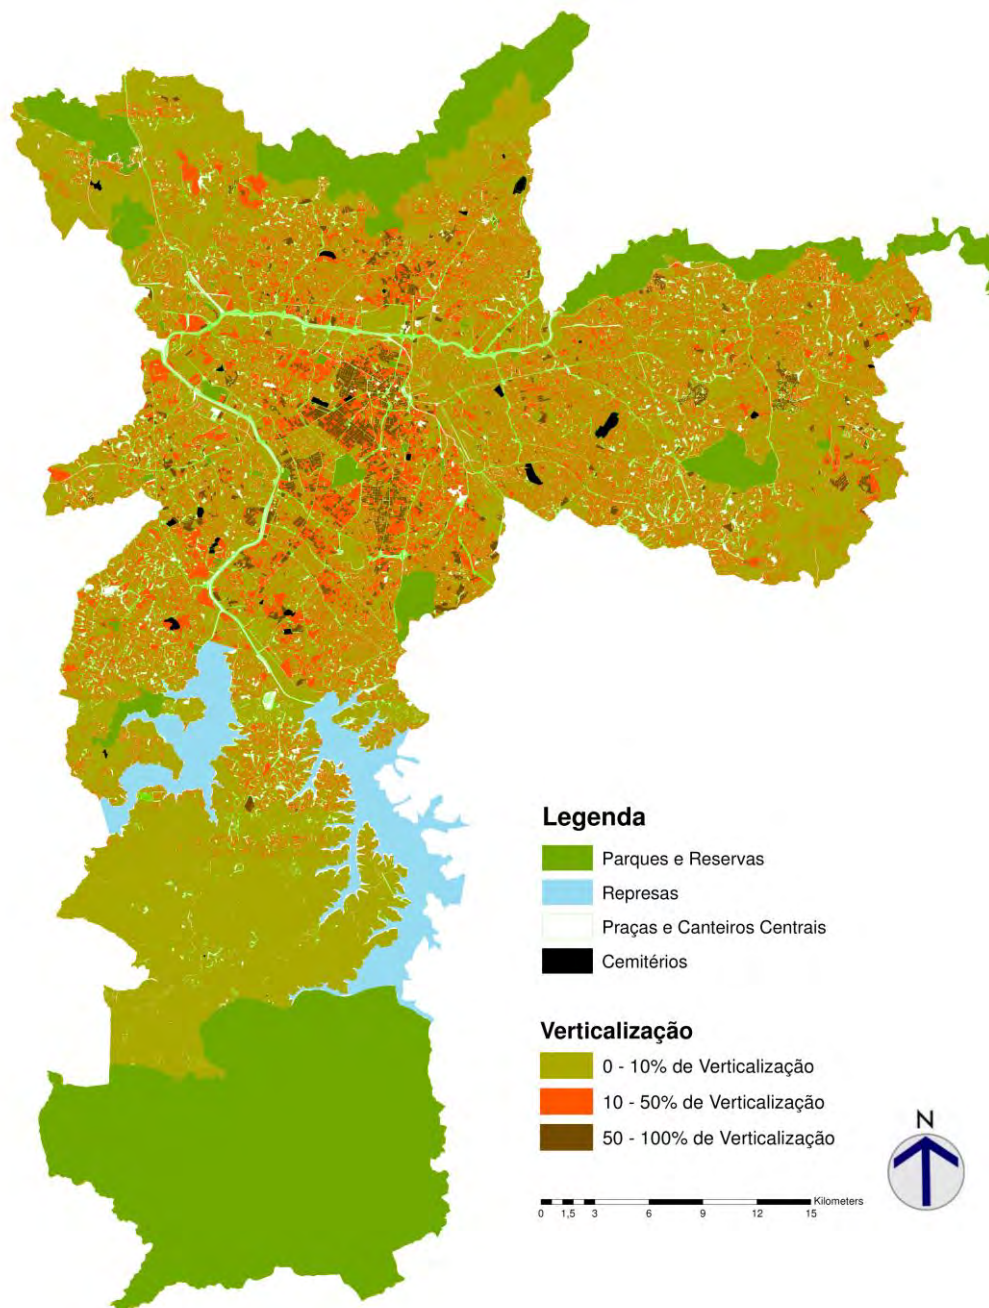 Legenda
Parques e Reservas
Represas
Praças e Canteiros Centrais
Cemitérios
Verticalização
0 - 10% de Verticalização
10 - 50% de Verticalização
50 - 100% de Verticalização
N
Kilometers
0 1,5 3 6 9 12 15